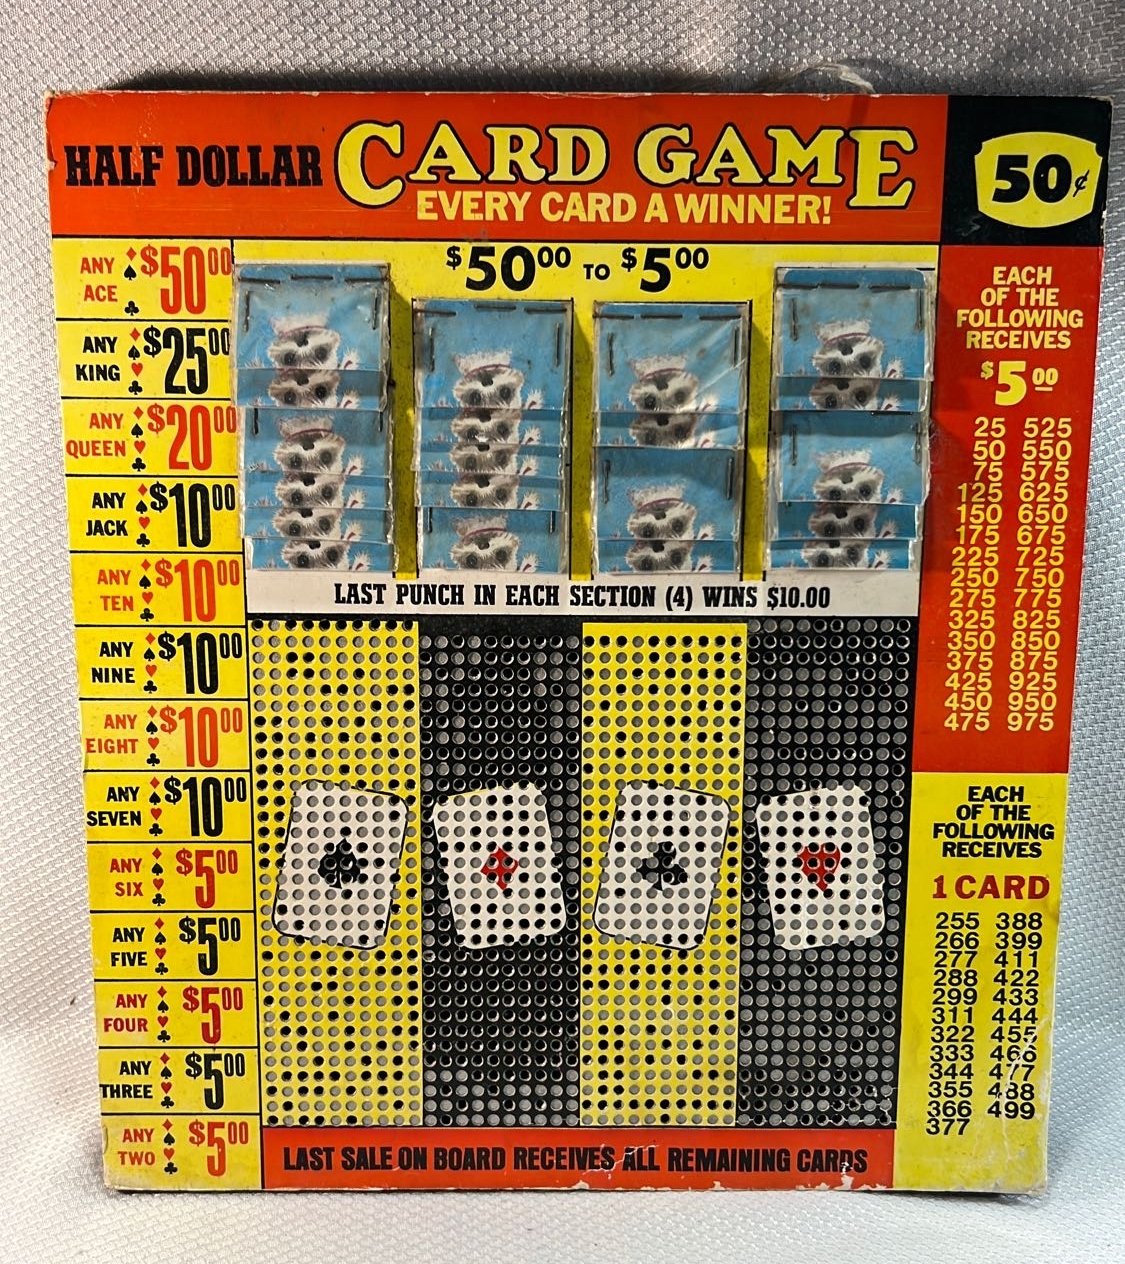 HALF DOLLAR CARD GAME
EVERY CARD A WINNER!
50¢
$50.00 TO $5.00
ANY ACE $50.00
ANY KING $25.00
ANY QUEEN $20.00
ANY JACK $10.00
ANY TEN $10.00
ANY NINE $10.00
ANY EIGHT $10.00
ANY SEVEN $10.00
ANY SIX $5.00
ANY FIVE $5.00
ANY FOUR $5.00
ANY THREE $5.00
ANY TWO $5.00
LAST PUNCH IN EACH SECTION (4) WINS $10.00
LAST SALE ON BOARD RECEIVES ALL REMAINING CARDS
EACH
OF THE
FOLLOWING
RECEIVES
$5.00
25 525
50 550
75 575
125 625
150 650
175 675
225 725
250 750
275 775
325 825
350 850
375 875
425 925
450 950
475 975
EACH
OF THE
FOLLOWING
RECEIVES
1 CARD
255 388
266 399
277 411
288 422
299 433
311 444
322 455
333 466
344 477
355 488
366 499
377